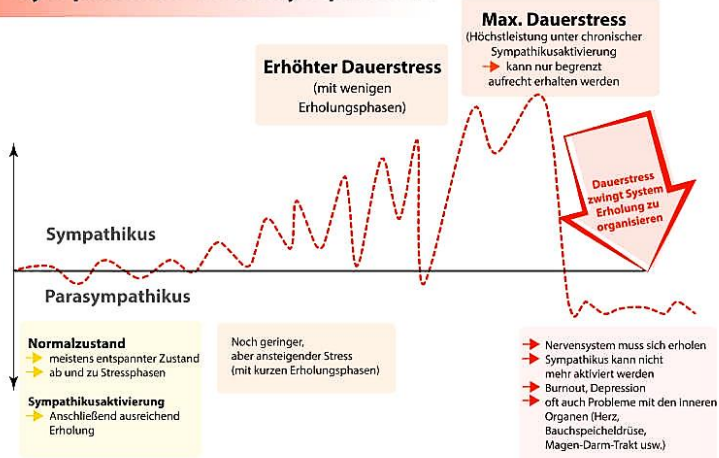 Max. Dauerstress
(Höchstleistung unter chronischer
Sympathikusaktivierung
kann nur begrenzt
aufrecht erhalten werden
Erhöhter Dauerstress
(mit wenigen
Erholungsphasen)
Dauerstress
zwingt System
Erholung zu
organisieren
Sympathikus
Parasympathikus
Normalzustand
meistens entspannter Zustand
ab und zu Stressphasen
Sympathikusaktivierung
Anschließend ausreichend
Erholung
Noch geringer,
aber ansteigender Stress
(mit kurzen Erholungsphasen)
Nervensystem muss sich erholen
Sympathikus kann nicht
mehr aktiviert werden
Burnout, Depression
oft auch Probleme mit den inneren
Organen (Herz,
Bauchspeicheldrüse,
Magen-Darm-Trakt usw.)